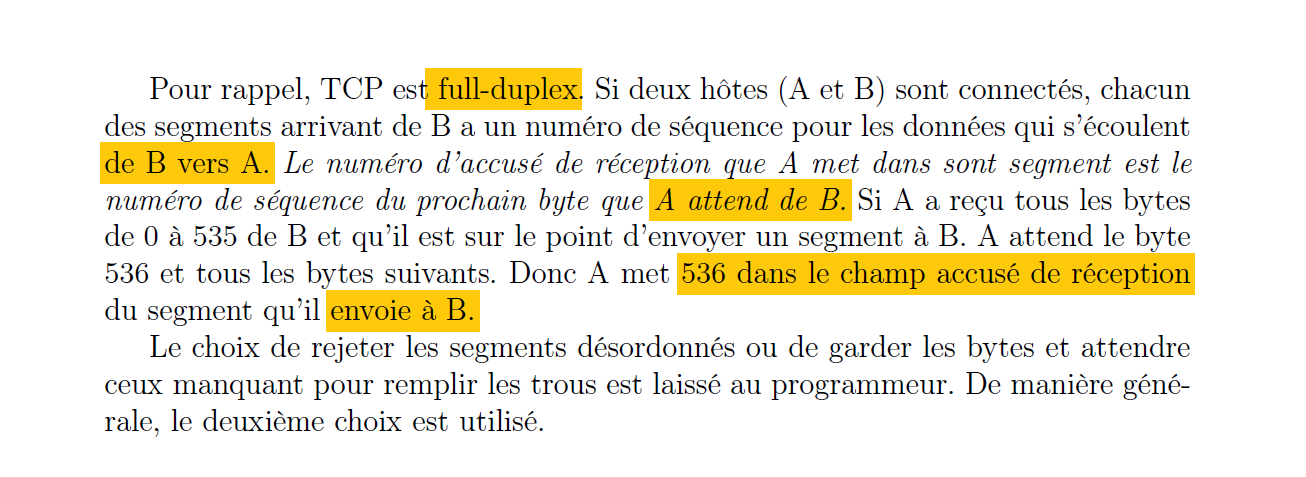 Pour rappel, TCP est full-duplex. Si deux hôtes (A et B) sont connectés, chacun
des segments arrivant de B a un numéro de séquence pour les données qui s'écoulent
de B vers A. Le numéro d'accusé de réception que A met dans sont segment est le
numéro de séquence du prochain byte que A attend de B. Si A a reçu tous les bytes
de 0 à 535 de B et qu'il est sur le point d'envoyer un segment à B. A attend le byte
536 et tous les bytes suivants. Donc A met 536 dans le champ accusé de réception
du segment qu'il envoie à B.
Le choix de rejeter les segments désordonnés ou de garder les bytes et attendre
ceux manquant pour remplir les trous est laissé au programmeur. De manière géné-
rale, le deuxième choix est utilisé.